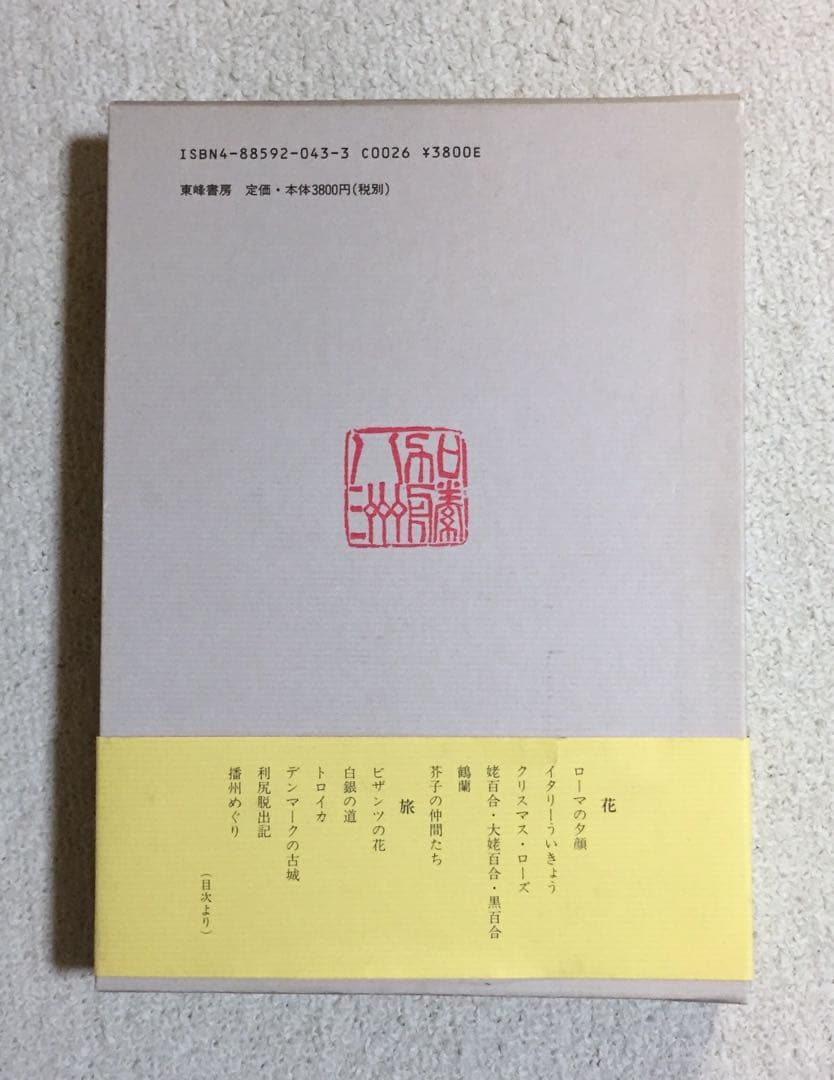 ISBN4-88592-043-3 C0026 ¥3800E
東峰書房 定価・本体3800円(税別)
花
ローマの夕顔
イタリーういきょう
クリスマス・ローズ
姥百合・大姥百合・黒百合
鶴蘭
芥子の仲間たち
旅
ビザンツの花
白銀の道
トロイカ
デンマークの古城
利尻脱出記
播州めぐり
(目次より)